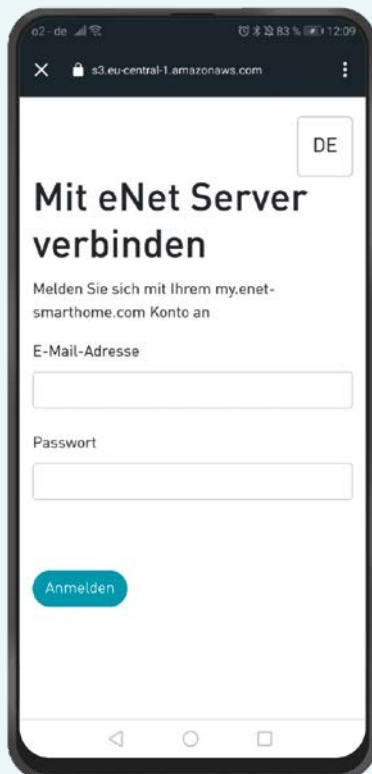 o2-de 83 % 12:09
s3.eu-central-1.amazonaws.com
DE
Mit eNet Server
verbinden
Melden Sie sich mit Ihrem my.enet-
smarthome.com Konto an
E-Mail-Adresse
Passwort
Anmelden